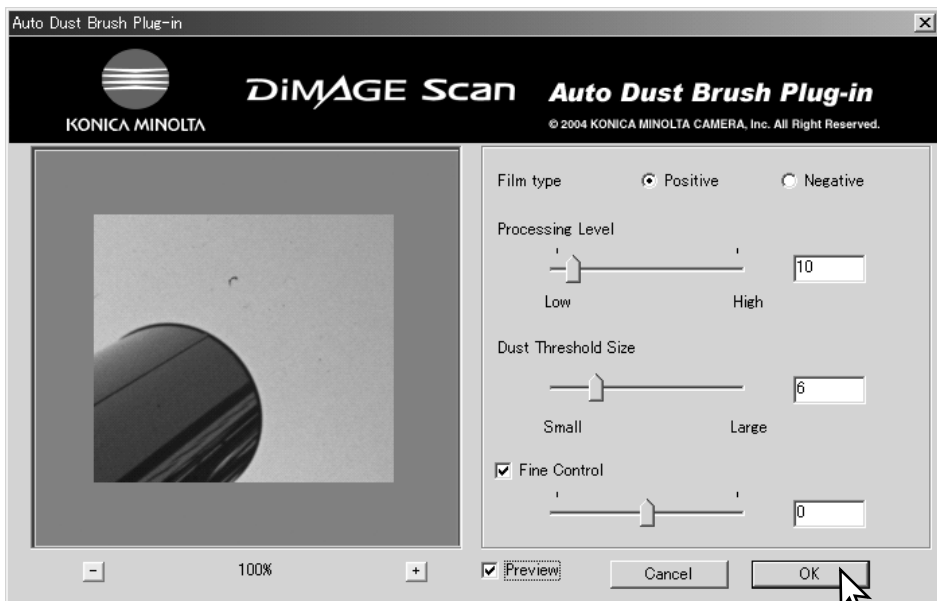 Auto Dust Brush Plug-in
KONICA MINOLTA
DiMAGE Scan
Auto Dust Brush Plug-in
© 2004 KONICA MINOLTA CAMERA, Inc. All Right Reserved.
Film type Positive Negative
Processing Level
10
Low High
Dust Threshold Size
6
Small Large
Fine Control
0
- 100% +
Preview Cancel OK